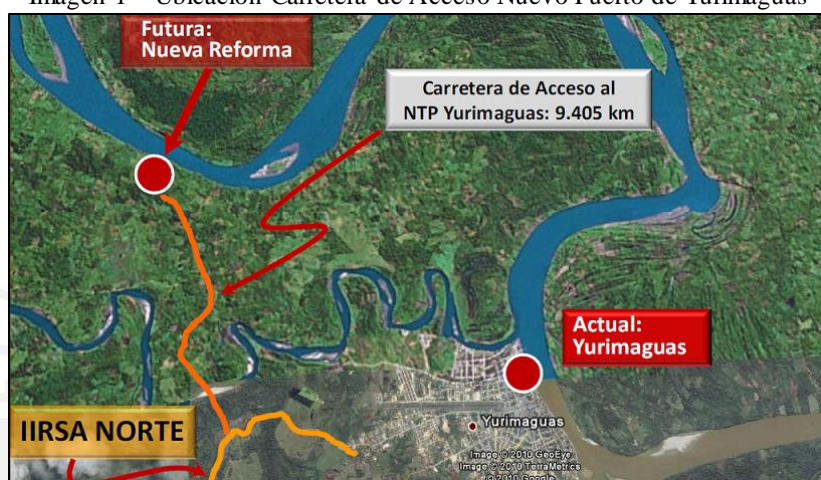 Imagen 1 – Ubicación Carretera de Acceso Nuevo Puerto de Yurimaguas
Futura:
Nueva Reforma
Carretera de Acceso al
NTP Yurimaguas: 9.405 km
Actual:
Yurimaguas
IIRSA NORTE
Yurimaguas
Image © 2010 GeoEye
Image © 2010 TerraMetrics
© 2010 Google